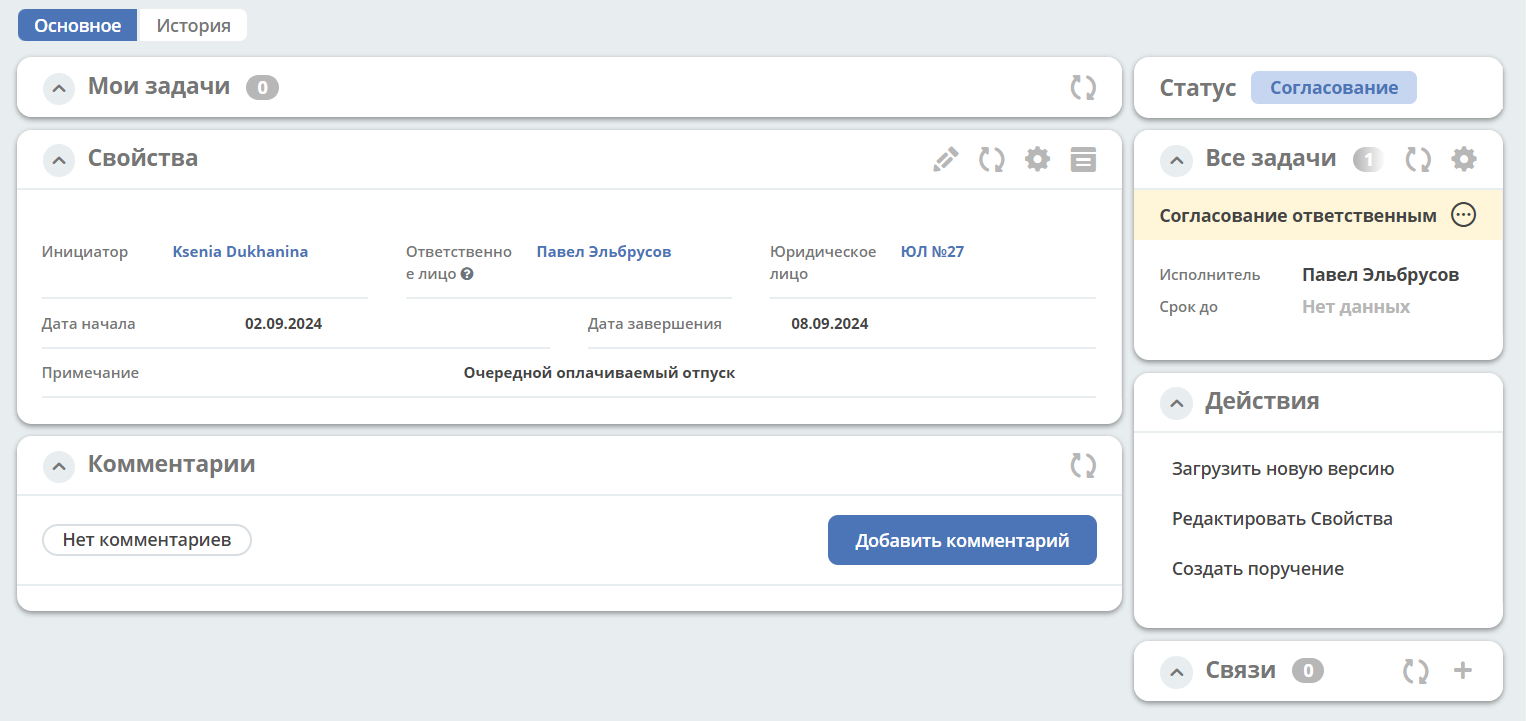 Основное
История
Мои задачи 0
Свойства
Инициатор Ksenia Dukhanina
Ответственно
е лицо
Павел Эльбрусов
Юридическое
лицо
ЮЛ №27
Дата начала 02.09.2024
Дата завершения 08.09.2024
Примечание Очередной оплачиваемый отпуск
Комментарии
Нет комментариев
Добавить комментарий
Статус Согласование
Все задачи 1
Согласование ответственным
Исполнитель Павел Эльбрусов
Срок до Нет данных
Действия
Загрузить новую версию
Редактировать Свойства
Создать поручение
Связи 0